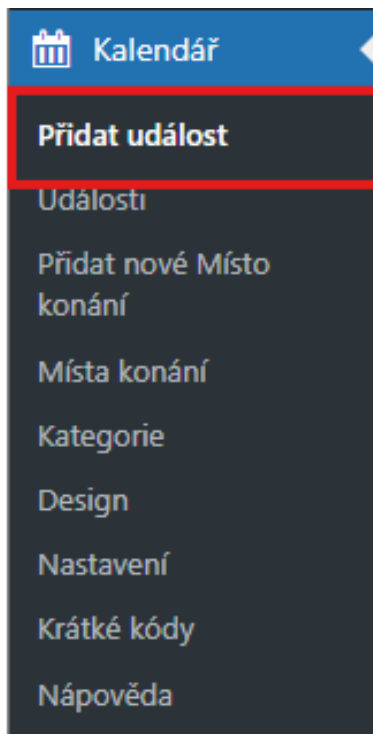 Kalendář
Přidat událost
Události
Přidat nové Místo
konání
Místa konání
Kategorie
Design
Nastavení
Krátké kódy
Nápověda